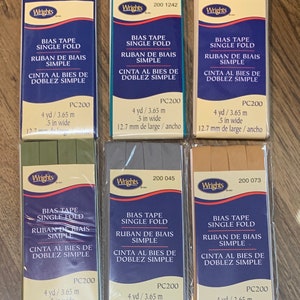 Wrights
BIAS TAPE
SINGLE FOLD
RUBAN DE BIAIS
SIMPLE
CINTA AL BIES DE
DOBLEZ SIMPLE
PC200
4 yd / 3.65 m
.5 in wide
12.7 mm de large / ancho
200 1242
Wrights
BIAS TAPE
SINGLE FOLD
RUBAN DE BIAIS
SIMPLE
CINTA AL BIES DE
DOBLEZ SIMPLE
PC200
4 yd / 3.65 m
.5 in wide
12.7 mm de large / ancho
Wrights
BIAS TAPE
SINGLE FOLD
RUBAN DE BIAIS
SIMPLE
CINTA AL BIES DE
DOBLEZ SIMPLE
PC200
4 yd / 3.65 m
.5 in wide
12.7 mm de large / ancho
Wrights
BIAS TAPE
SINGLE FOLD
RUBAN DE BIAIS
SIMPLE
CINTA AL BIES DE
DOBLEZ SIMPLE
PC200
4 yd / 3.65 m
200 045
Wrights
BIAS TAPE
SINGLE FOLD
RUBAN DE BIAIS
SIMPLE
CINTA AL BIES DE
DOBLEZ SIMPLE
PC200
4 yd / 3.65 m
200 073
Wrights
BIAS TAPE
SINGLE FOLD
RUBAN DE BIAIS
SIMPLE
CINTA AL BIES DE
DOBLEZ SIMPLE
PC200
4 yd / 3.65 m